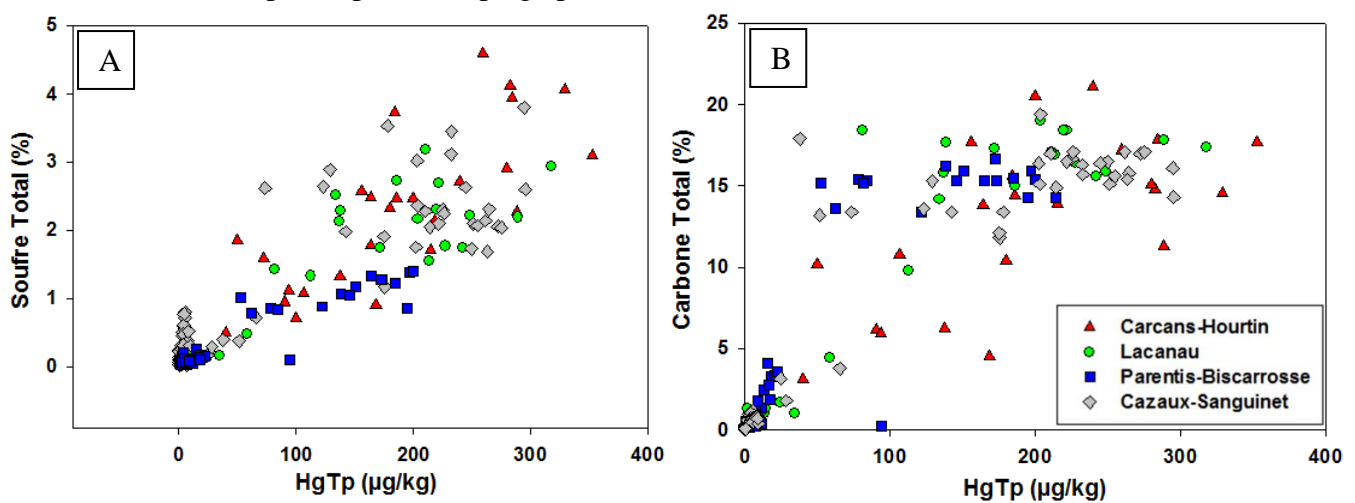 A
Soufre Total (%)
5
4
3
2
1
0
0 100 200 300 400
HgTp (µg/kg)
B
Carbone Total (%)
25
20
15
10
5
0
0 100 200 300 400
HgTp (µg/kg)
Carcans-Hourtin
Lacanau
Parentis-Biscarrosse
Cazaux-Sanguinet